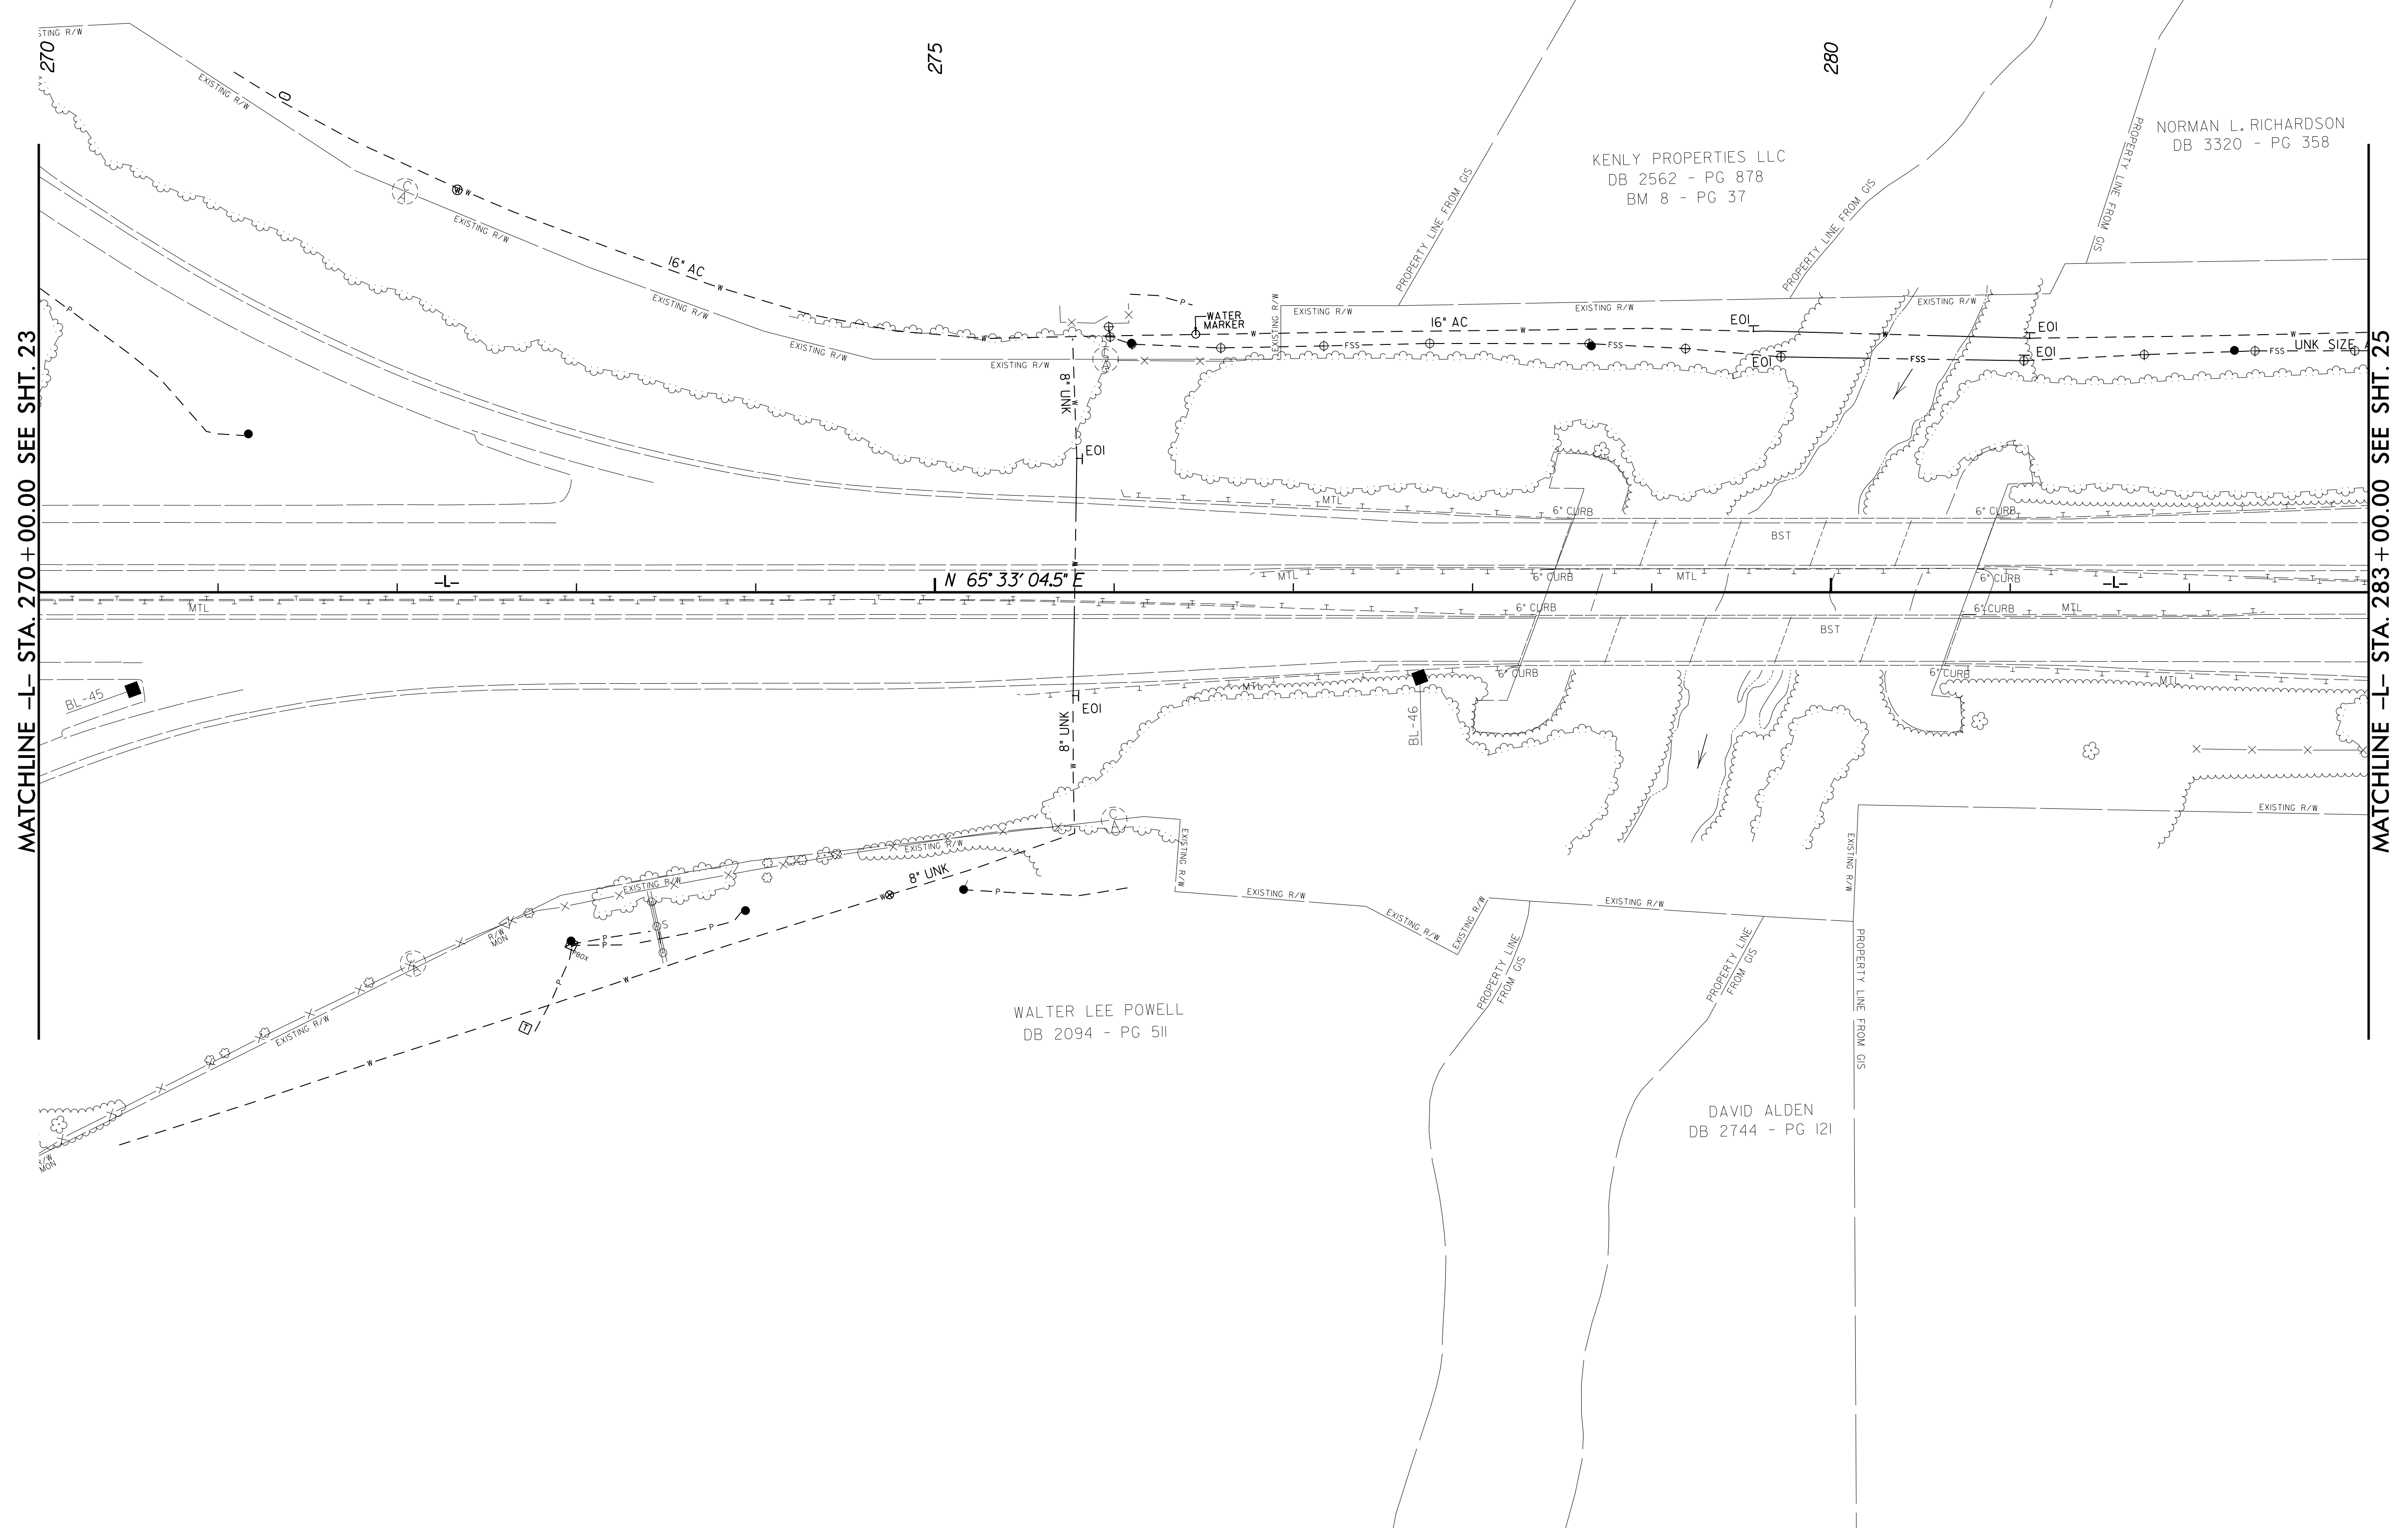 STING R/W
270
275
280
EXISTING R/W
O
C
A
W
W
EXISTING R/W
16" AC
W
EXISTING R/W
EXISTING R/W
P
W
EXISTING R/W
P
WATER
MARKER
W
EXISTING R/W
EXISTING R/W
PROPERTY LINE FROM GIS
KENLY PROPERTIES LLC
DB 2562 - PG 878
BM 8 - PG 37
PROPERTY LINE FROM GIS
NORMAN L. RICHARDSON
DB 3320 - PG 358
PROPERTY LINE FROM GIS
EXISTING R/W
EXISTING R/W
16" AC
W
EOI
W
EOI
W
FSS
FSS
EOI
FSS
EOI
FSS
UNK SIZE
C
A
8" UNK
W
EOI
MTL
6" CURB
BST
6" CURB
W
-L-
N 65° 33' 04.5" E
MTL
6" CURB
MTL
6" CURB
-L-
MTL
6" CURB
BST
6" CURB
MTL
BL-45
MTL
6" CURB
6" CURB
MTL
BL-46
EOI
8" UNK
W
C
A
EXISTING R/W
EXISTING R/W
EXISTING R/W
8" UNK
W
P
EXISTING R/W
EXISTING R/W
EXISTING R/W
EXISTING R/W
EXISTING R/W
EXISTING R/W
EXISTING R/W
R/W
MON
C
A
P
P
P
S
PBOX
P
T
W
W
EXISTING R/W
R/W
MON
WALTER LEE POWELL
DB 2094 - PG 511
PROPERTY LINE
FROM GIS
PROPERTY LINE
FROM GIS
PROPERTY LINE FROM GIS
DAVID ALDEN
DB 2744 - PG 121
MATCHLINE -L- STA. 270+00.00 SEE SHT. 23
MATCHLINE -L- STA. 283+00.00 SEE SHT. 25